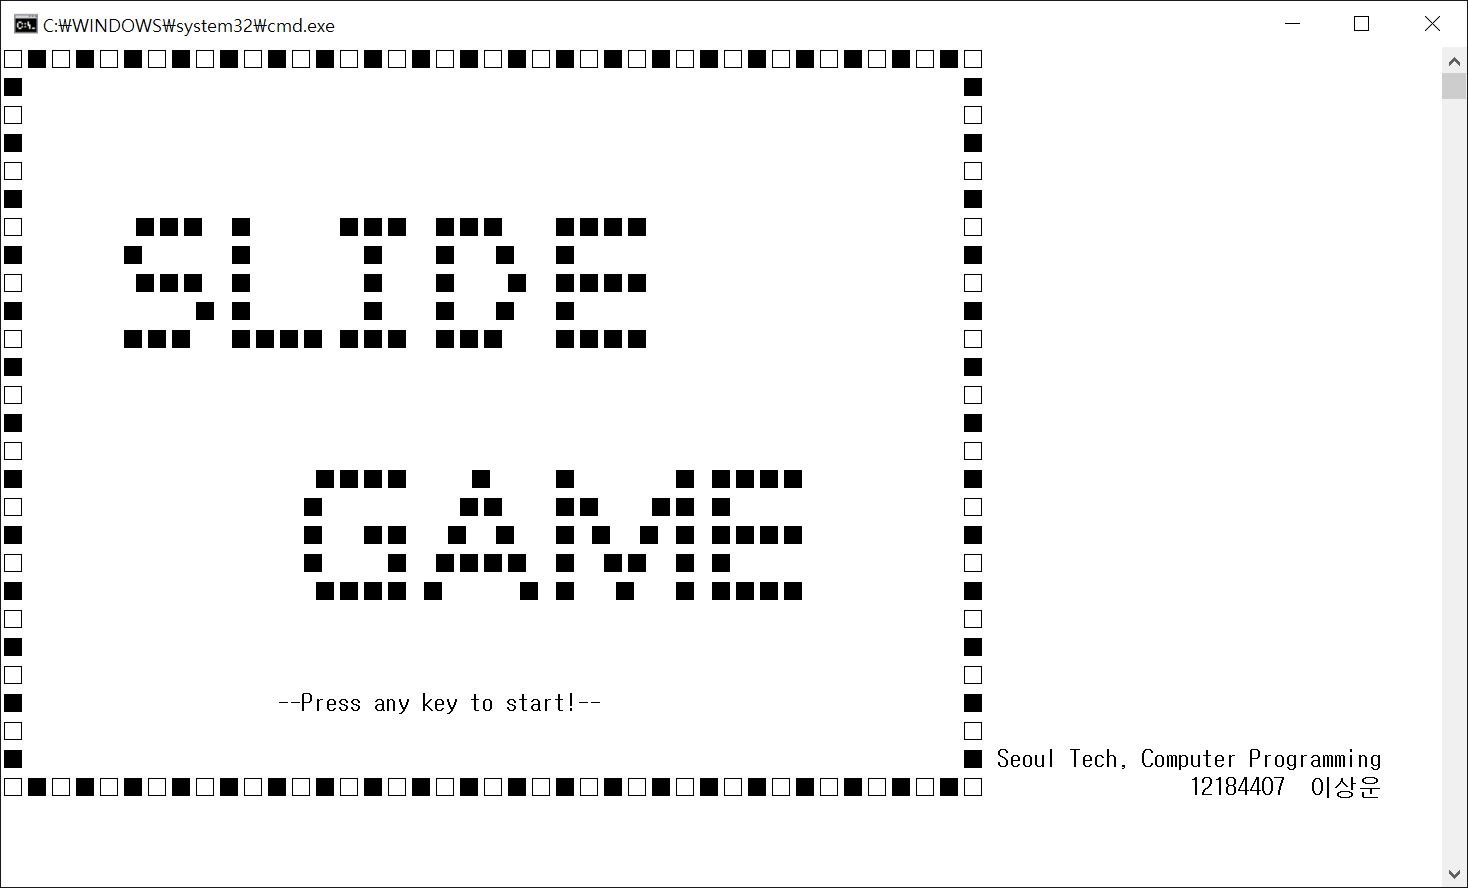 C:₩WINDOWS₩system32₩cmd.exe
SLIDE
GAME
--Press any key to start!--
Seoul Tech, Computer Programming
12184407 이상운